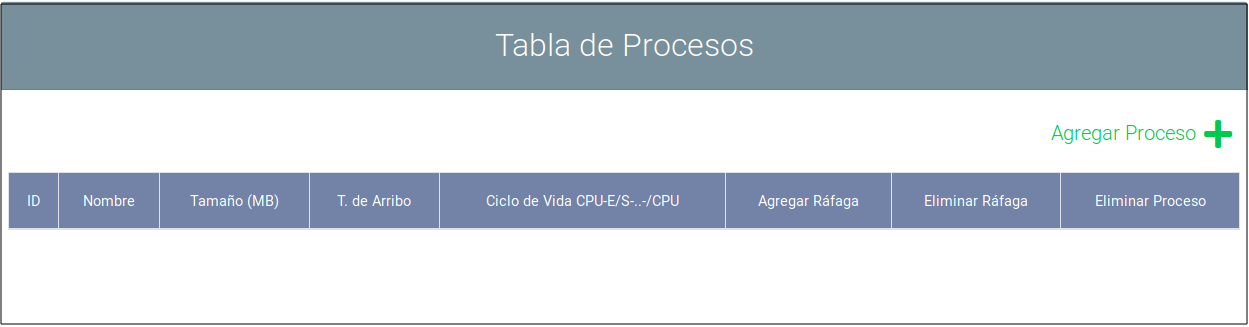 Tabla de Procesos
Agregar Proceso
ID Nombre Tamaño (MB) T. de Arribo Ciclo de Vida CPU-E/S-..-/CPU Agregar Ráfaga Eliminar Ráfaga Eliminar Proceso